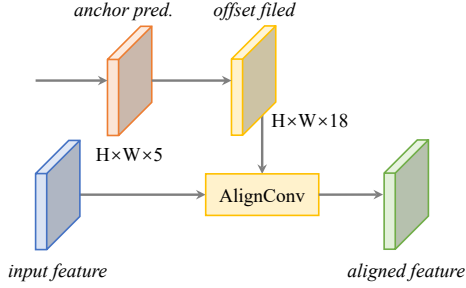 anchor pred.
offset filed
H×W×18
H×W×5
AlignConv
input feature
aligned feature